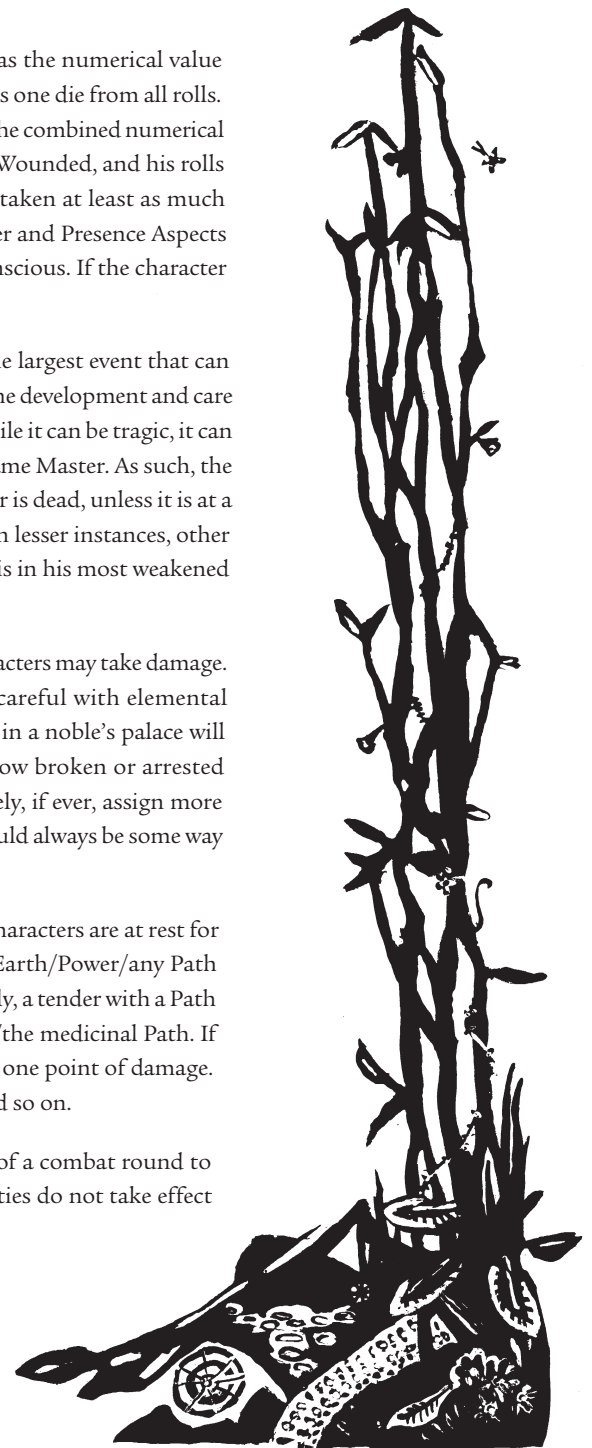 as the numerical value
s one die from all rolls.
he combined numerical
Wounded, and his rolls
taken at least as much
er and Presence Aspects
nscious. If the character
e largest event that can
ne development and care
ile it can be tragic, it can
ame Master. As such, the
r is dead, unless it is at a
n lesser instances, other
is in his most weakened
acters may take damage.
careful with elemental
in a noble’s palace will
ow broken or arrested
ely, if ever, assign more
uld always be some way
haracters are at rest for
Earth/Power/any Path
ly, a tender with a Path
/the medicinal Path. If
one point of damage.
d so on.
of a combat round to
ties do not take effect